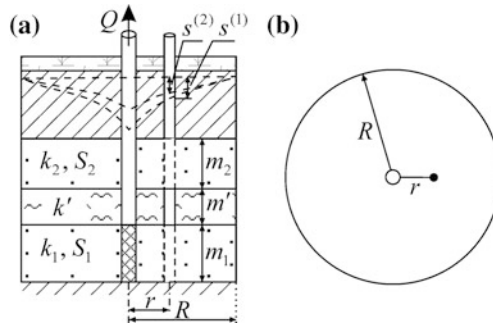 (a)
Q
s⁽²⁾ s⁽¹⁾
k₂, S₂
m₂
k′
m′
k₁, S₁
m₁
r
R
(b)
R
r